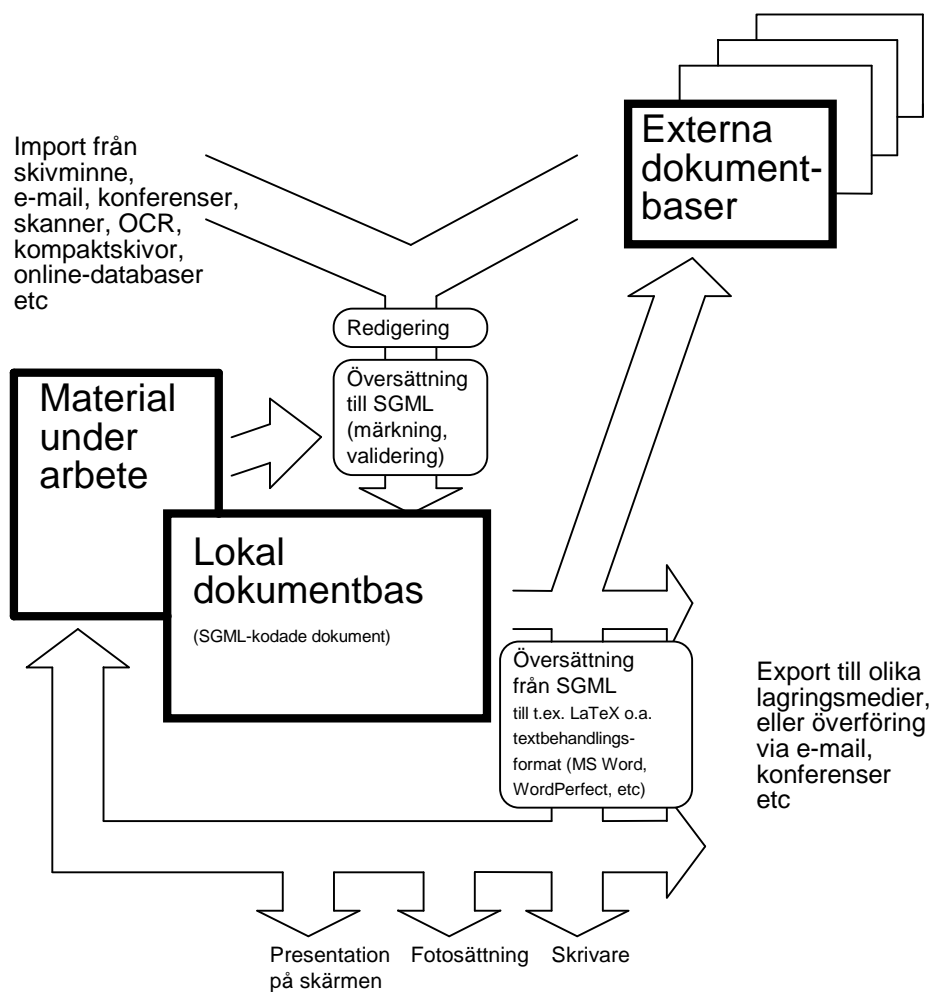 Import från
skivminne,
e-mail, konferenser,
skanner, OCR,
kompaktskivor,
online-databaser
etc
Externa
dokument-
baser
Redigering
Översättning
till SGML
(märkning,
validering)
Material
under
arbete
Lokal
dokumentbas
(SGML-kodade dokument)
Översättning
från SGML
till t.ex. LaTeX o.a.
textbehandlings-
format (MS Word,
WordPerfect, etc)
Export till olika
lagringsmedier,
eller överföring
via e-mail,
konferenser
etc
Presentation
på skärmen
Fotosättning
Skrivare